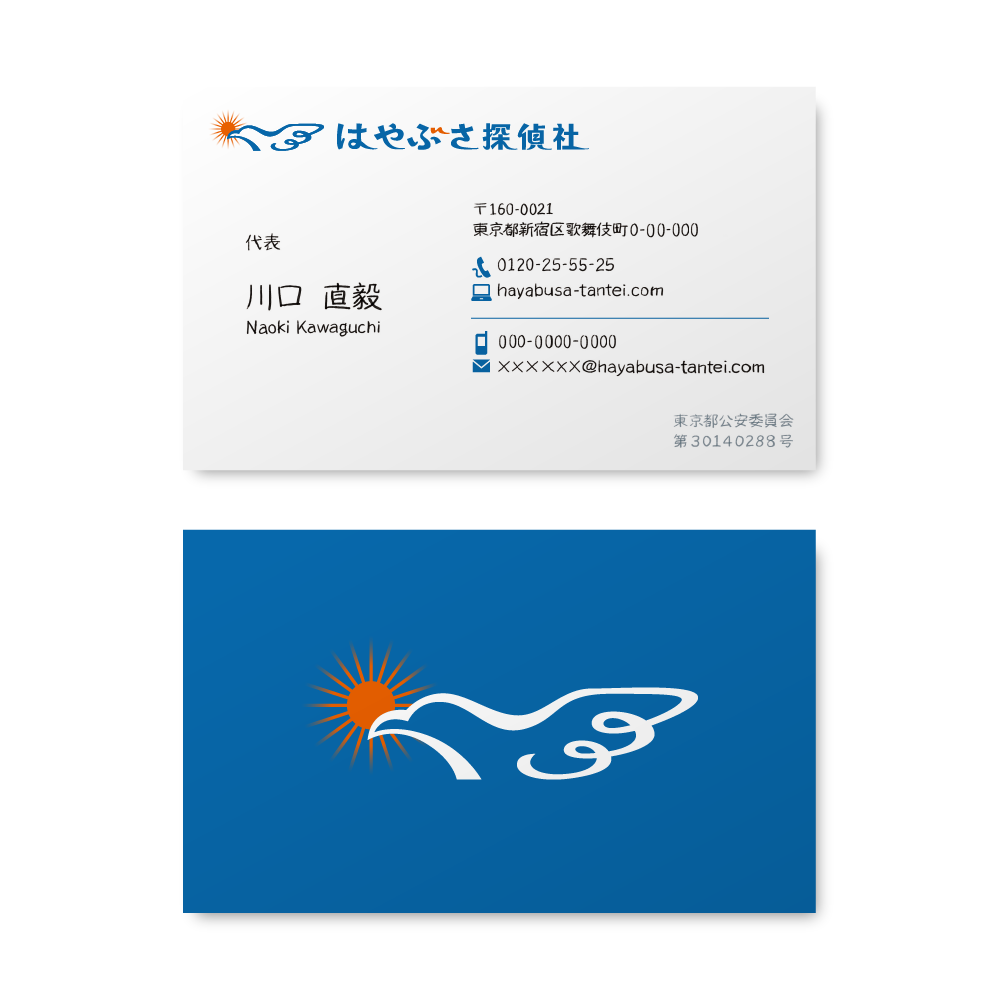 はやぶさ探偵社
代表
川口 直毅
Naoki Kawaguchi
〒160-0021
東京都新宿区歌舞伎町0-00-000
0120-25-55-25
hayabusa-tantei.com
000-0000-0000
××××××@hayabusa-tantei.com
東京都公安委員会
第30140288号